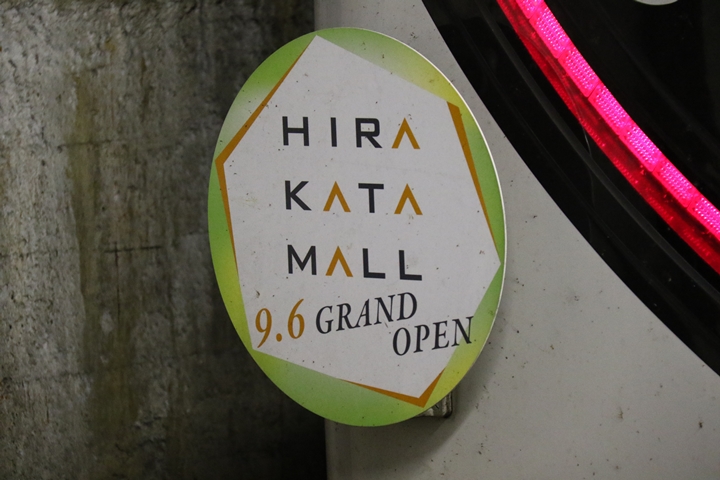 HIRA
KATA
MALL
9.6 GRAND
OPEN